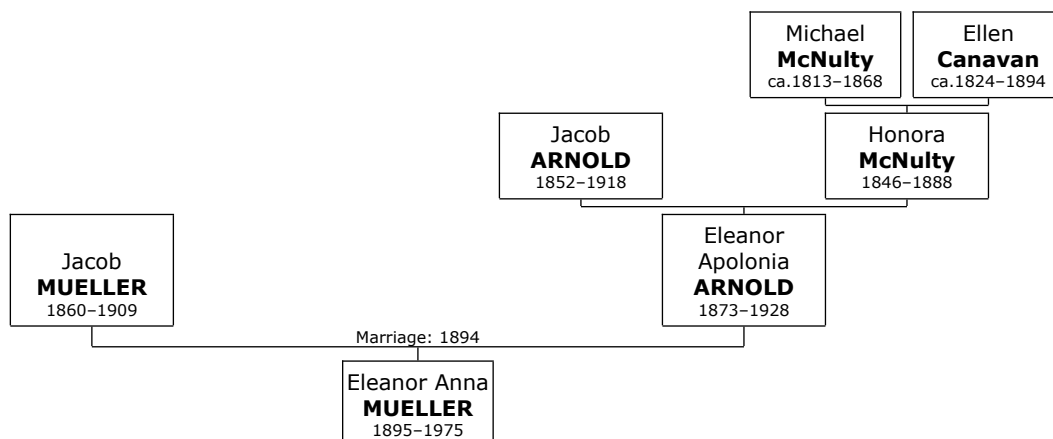 Michael
McNulty
ca.1813–1868
Ellen
Canavan
ca.1824–1894
Jacob
ARNOLD
1852–1918
Honora
McNulty
1846–1888
Jacob
MUELLER
1860–1909
Eleanor
Apolonia
ARNOLD
1873–1928
Marriage: 1894
Eleanor Anna
MUELLER
1895–1975